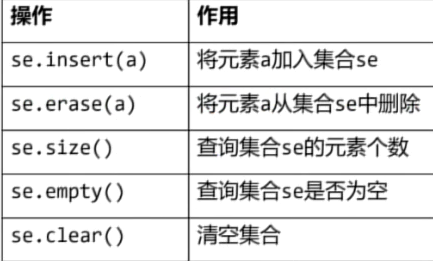 操作 作用
se.insert(a) 将元素a加入集合se
se.erase(a) 将元素a从集合se中删除
se.size() 查询集合se的元素个数
se.empty() 查询集合se是否为空
se.clear() 清空集合